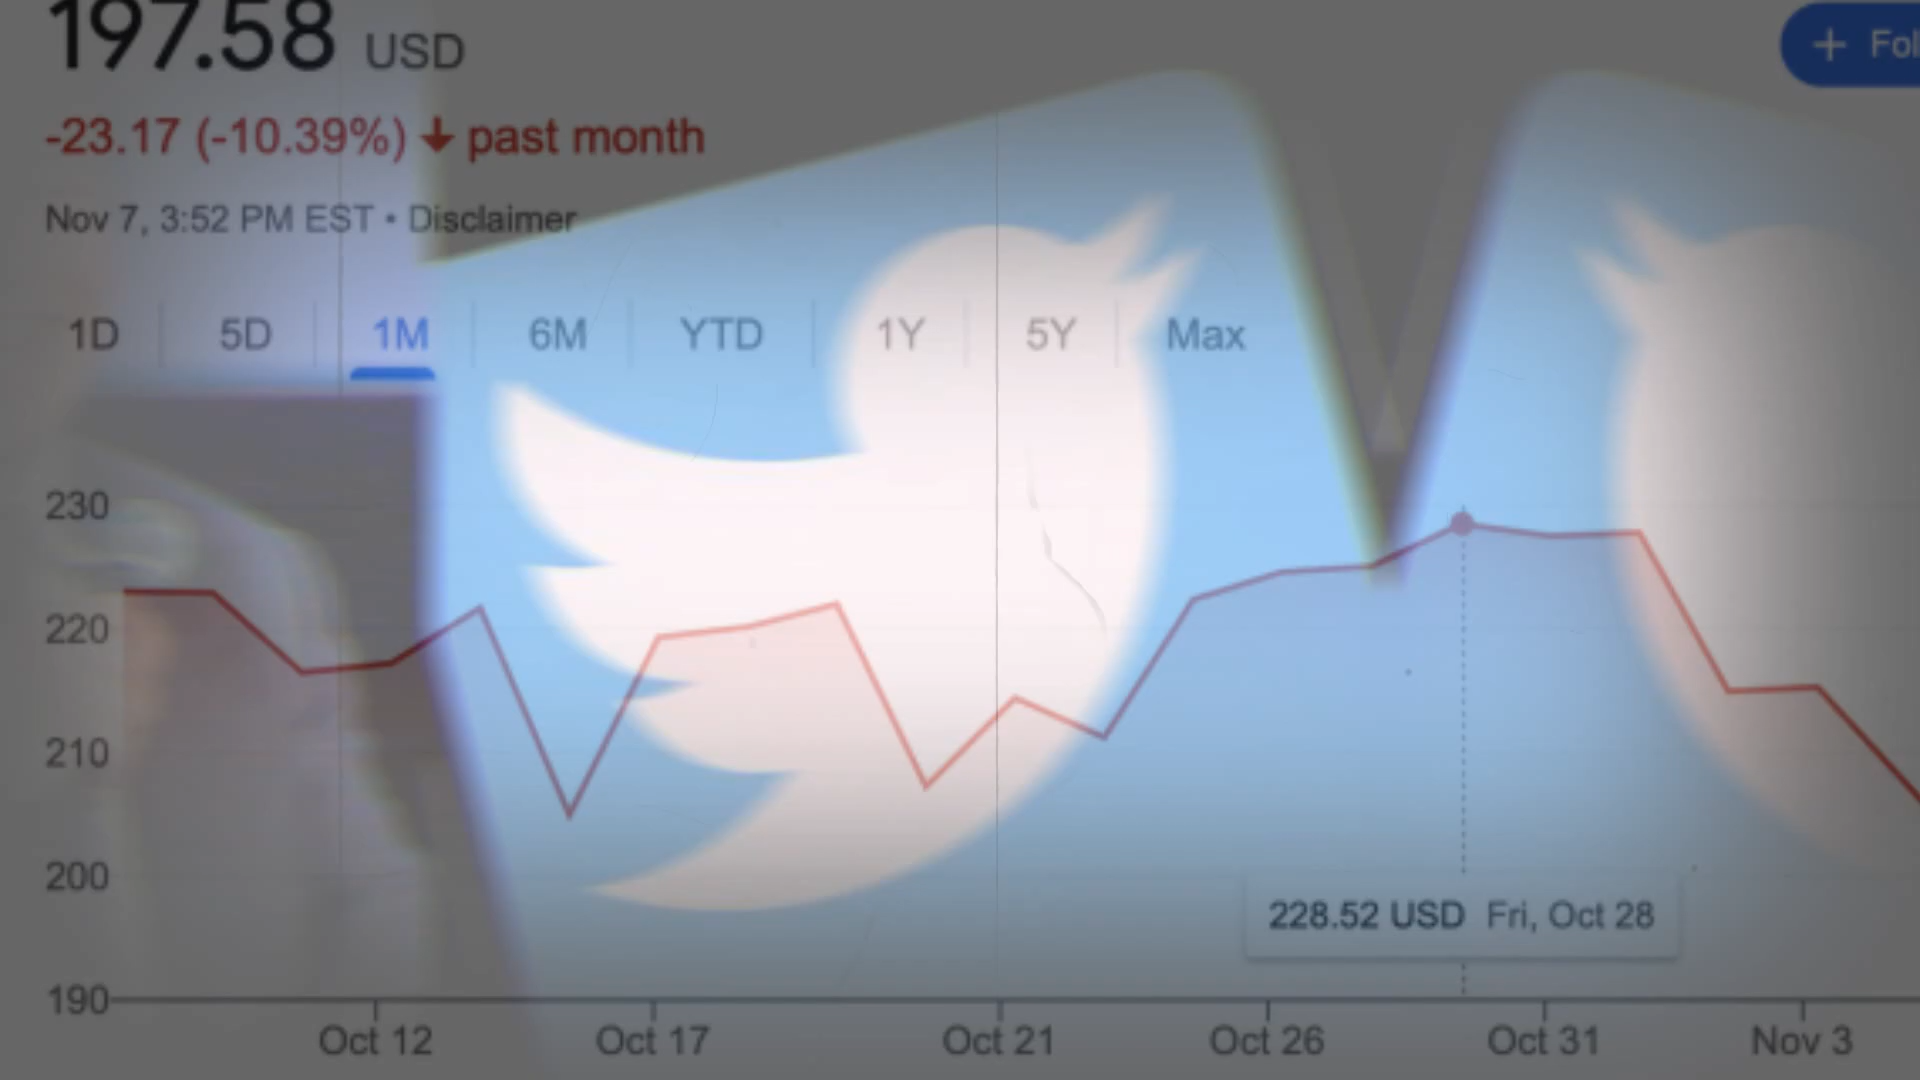 197.58 USD
+ Fol
-23.17 (-10.39%) ↓ past month
Nov 7, 3:52 PM EST • Disclaimer
1D 5D 1M 6M YTD 1Y 5Y Max
230
220
210
200
228.52 USD Fri, Oct 28
190
Oct 12 Oct 17 Oct 21 Oct 26 Oct 31 Nov 3